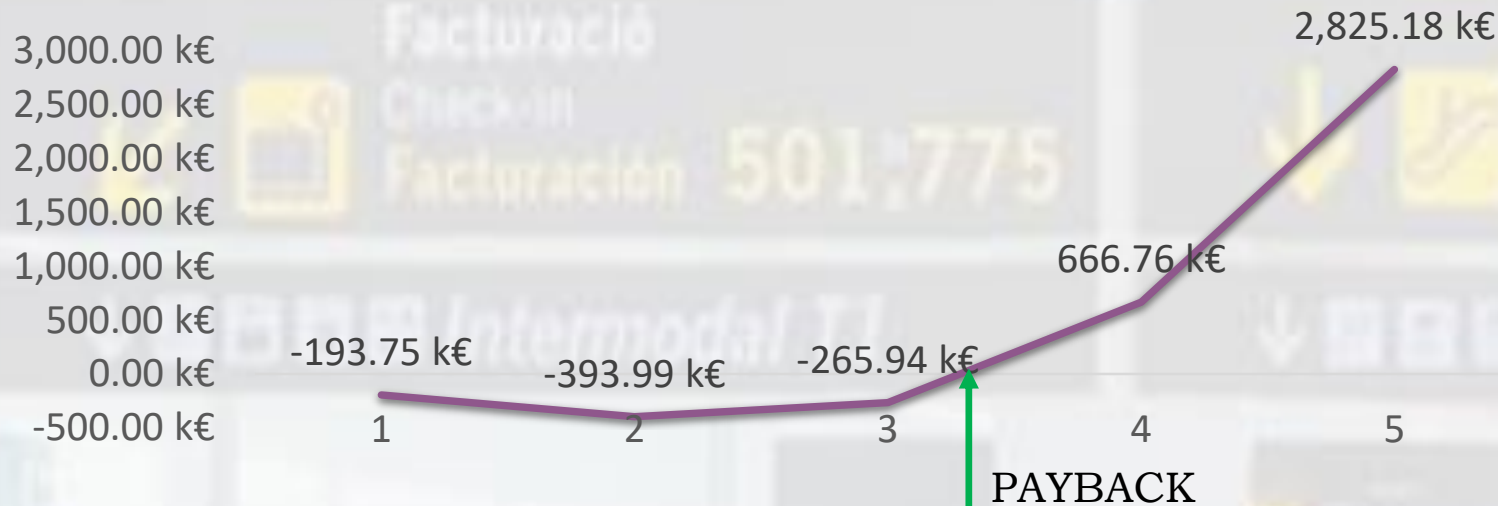 Facturació
Check-in
Facturación 501;775
Intermodal T1
3,000.00 k€
2,500.00 k€
2,000.00 k€
1,500.00 k€
1,000.00 k€
500.00 k€
0.00 k€
-500.00 k€
-193.75 k€
-393.99 k€
-265.94 k€
666.76 k€
2,825.18 k€
1 2 3 4 5
PAYBACK